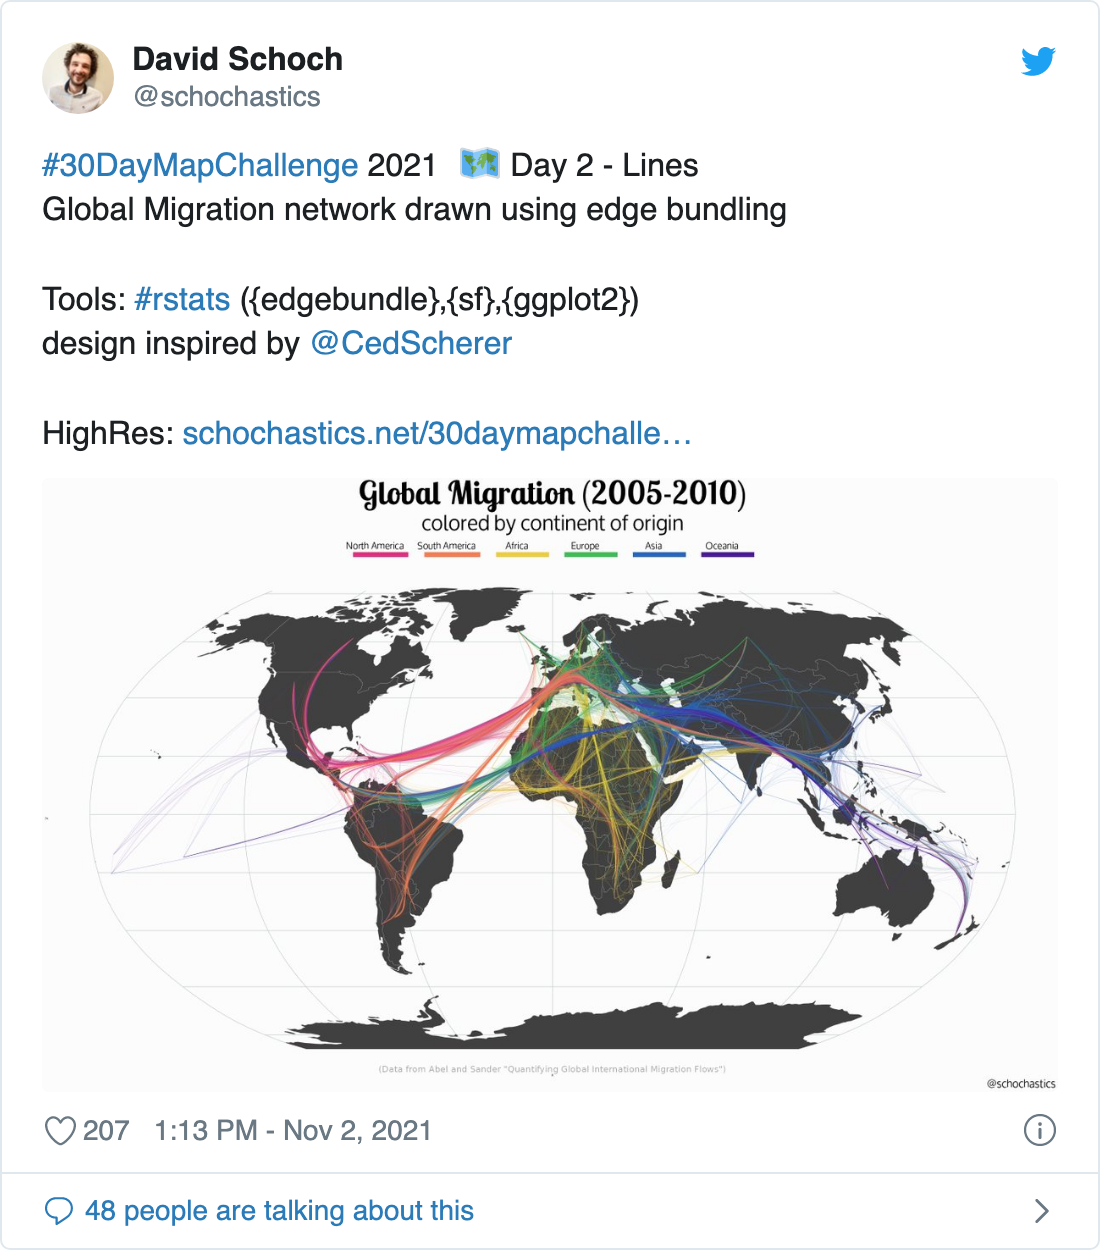 David Schoch
@schochastics
#30DayMapChallenge 2021 🗺️ Day 2 - Lines
Global Migration network drawn using edge bundling
Tools: #rstats ({edgebundle},{sf},{ggplot2})
design inspired by @CedScherer
HighRes: schochastics.net/30daymapchalle…
Global Migration (2005-2010)
colored by continent of origin
North America South America Africa Europe Asia Oceania
(Data from Abel and Sander "Quantifying Global International Migration Flows")
@schochastics
207 1:13 PM - Nov 2, 2021
48 people are talking about this